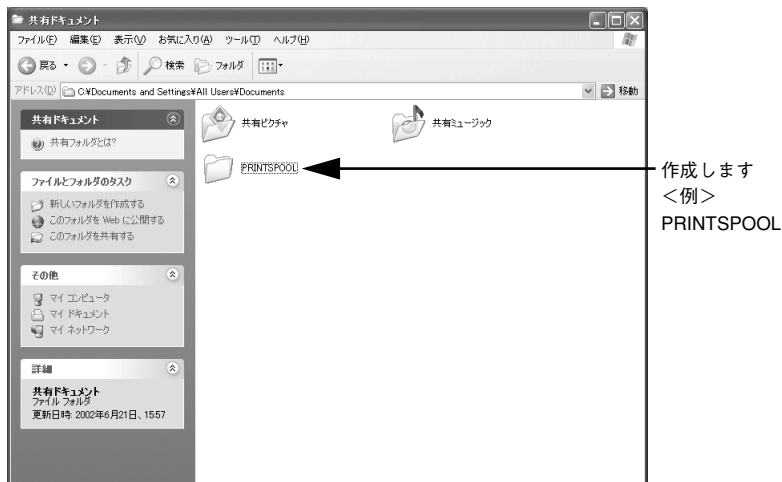 共有ドキュメント
ファイル(F) 編集(E) 表示(V) お気に入り(A) ツール(T) ヘルプ(H)
戻る 検索 フォルダ
アドレス(D) C:¥Documents and Settings¥All Users¥Documents 移動
共有ドキュメント
共有フォルダとは?
ファイルとフォルダのタスク
新しいフォルダを作成する
このフォルダを Web に公開する
このフォルダを共有する
その他
マイ コンピュータ
マイ ドキュメント
マイ ネットワーク
詳細
共有ドキュメント
ファイル フォルダ
更新日時: 2002年6月21日、15:57
共有ピクチャ
共有ミュージック
PRINTSPOOL
作成します
<例>
PRINTSPOOL